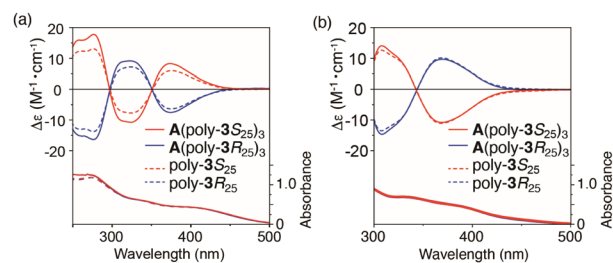 (a)
20
10
0
-10
-20
Δε (M⁻¹・cm⁻¹)
A(poly-3S₂₅)₃
A(poly-3R₂₅)₃
poly-3S₂₅
poly-3R₂₅
1.0
0
Absorbance
300
400
500
Wavelength (nm)
(b)
20
10
0
-10
-20
Δε (M⁻¹・cm⁻¹)
A(poly-3S₂₅)₃
A(poly-3R₂₅)₃
poly-3S₂₅
poly-3R₂₅
1.0
0
Absorbance
300
400
500
Wavelength (nm)